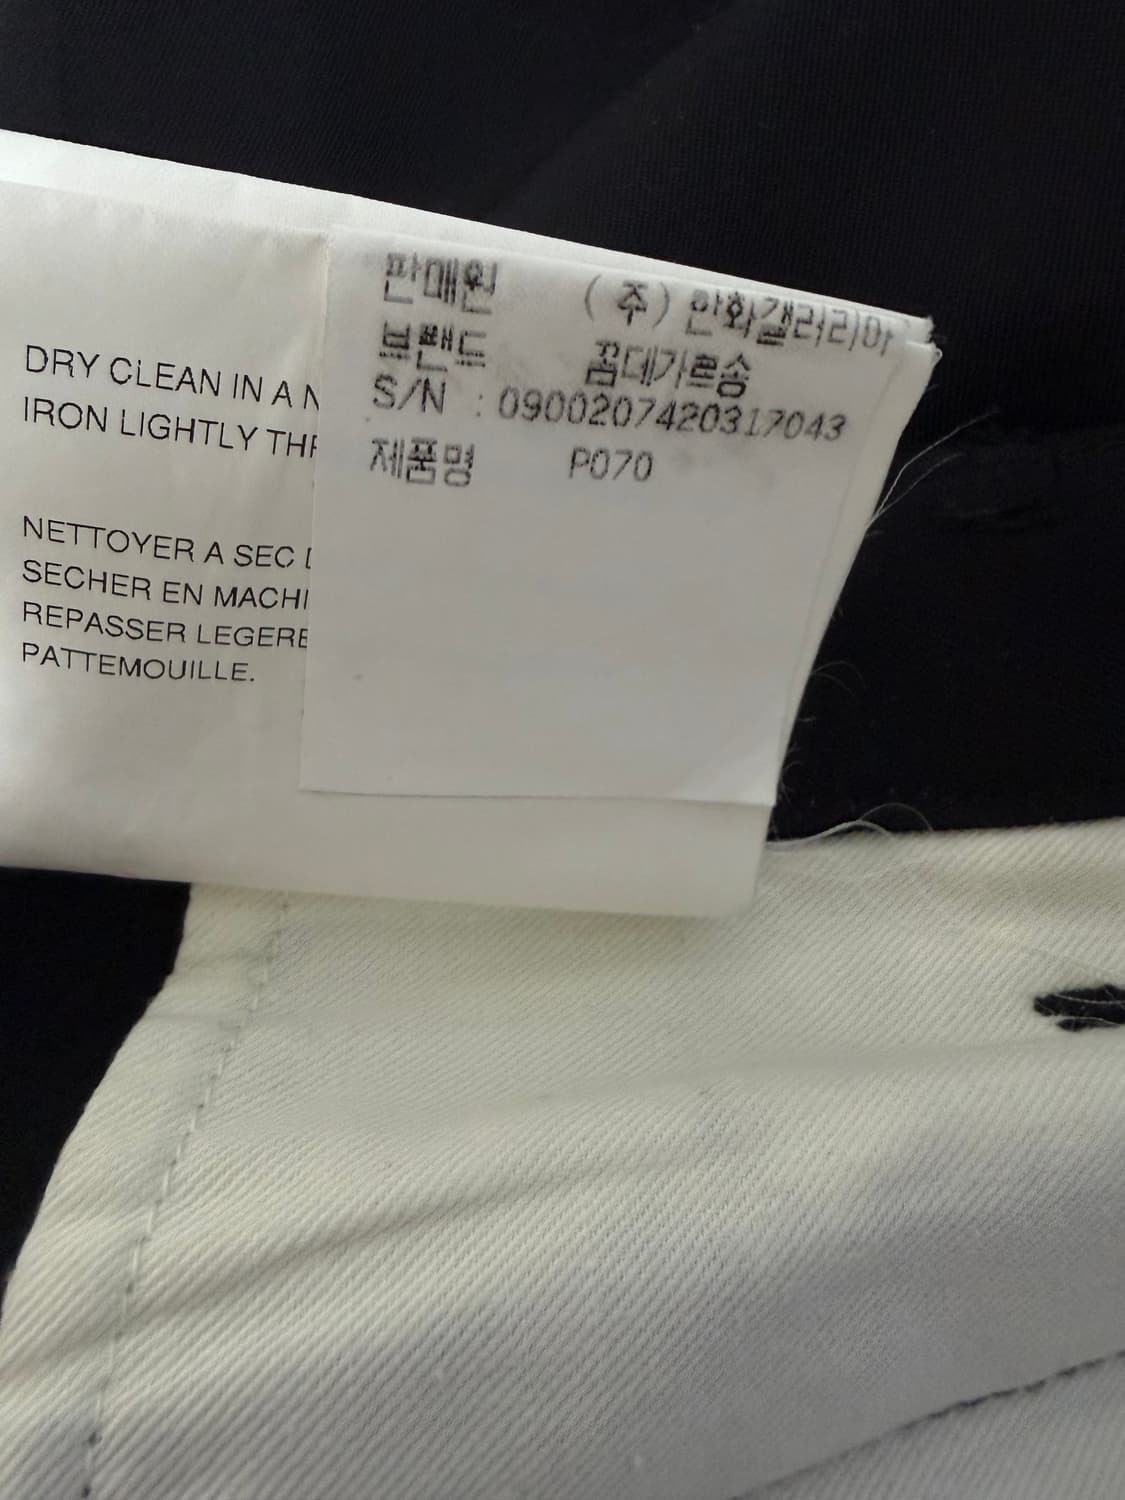 DRY CLEAN IN A
IRON LIGHTLY
NETTOYER A SEC
SECHER EN MACHI
REPASSER LEGERE
PATTEMOUILLE.
판매원 (주) 한화갤러리아
브랜드 꼼데가르송
S/N : 0900207420317043
제품명 P070